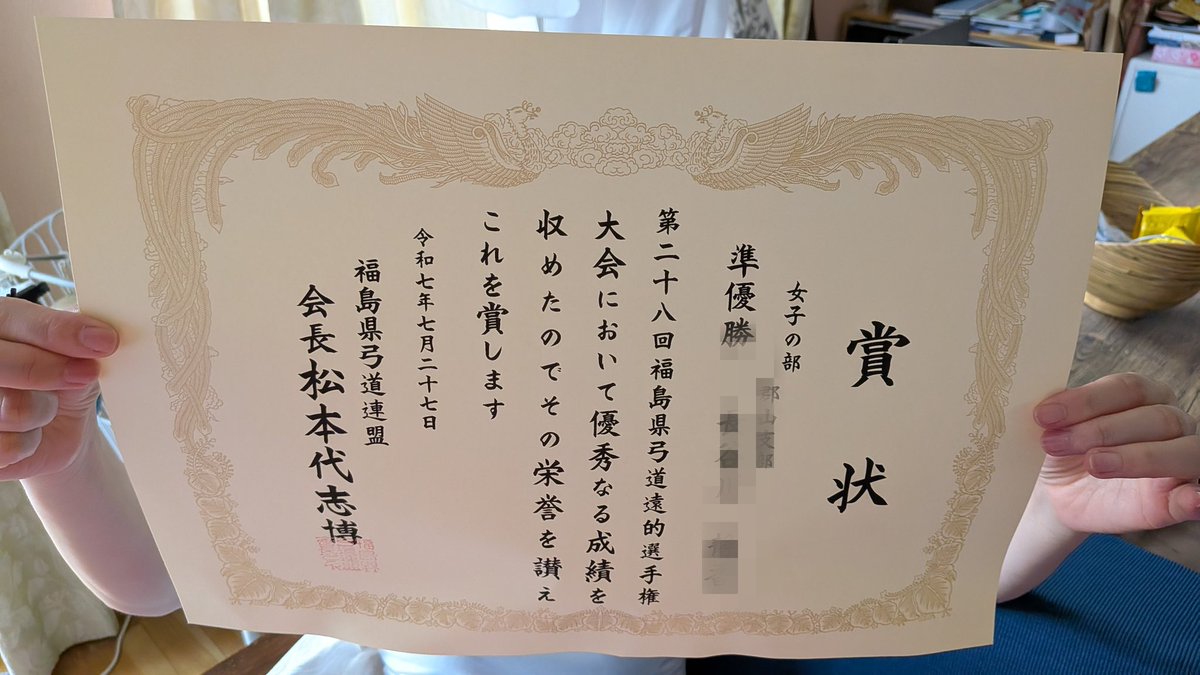 賞状
女子の部
準優勝
第二十八回福島県弓道遠的選手権
大会において優秀なる成績を
収めたのでその栄誉を讃え
これを賞します
令和七年七月二十七日
福島県弓道連盟
会長松本代志博